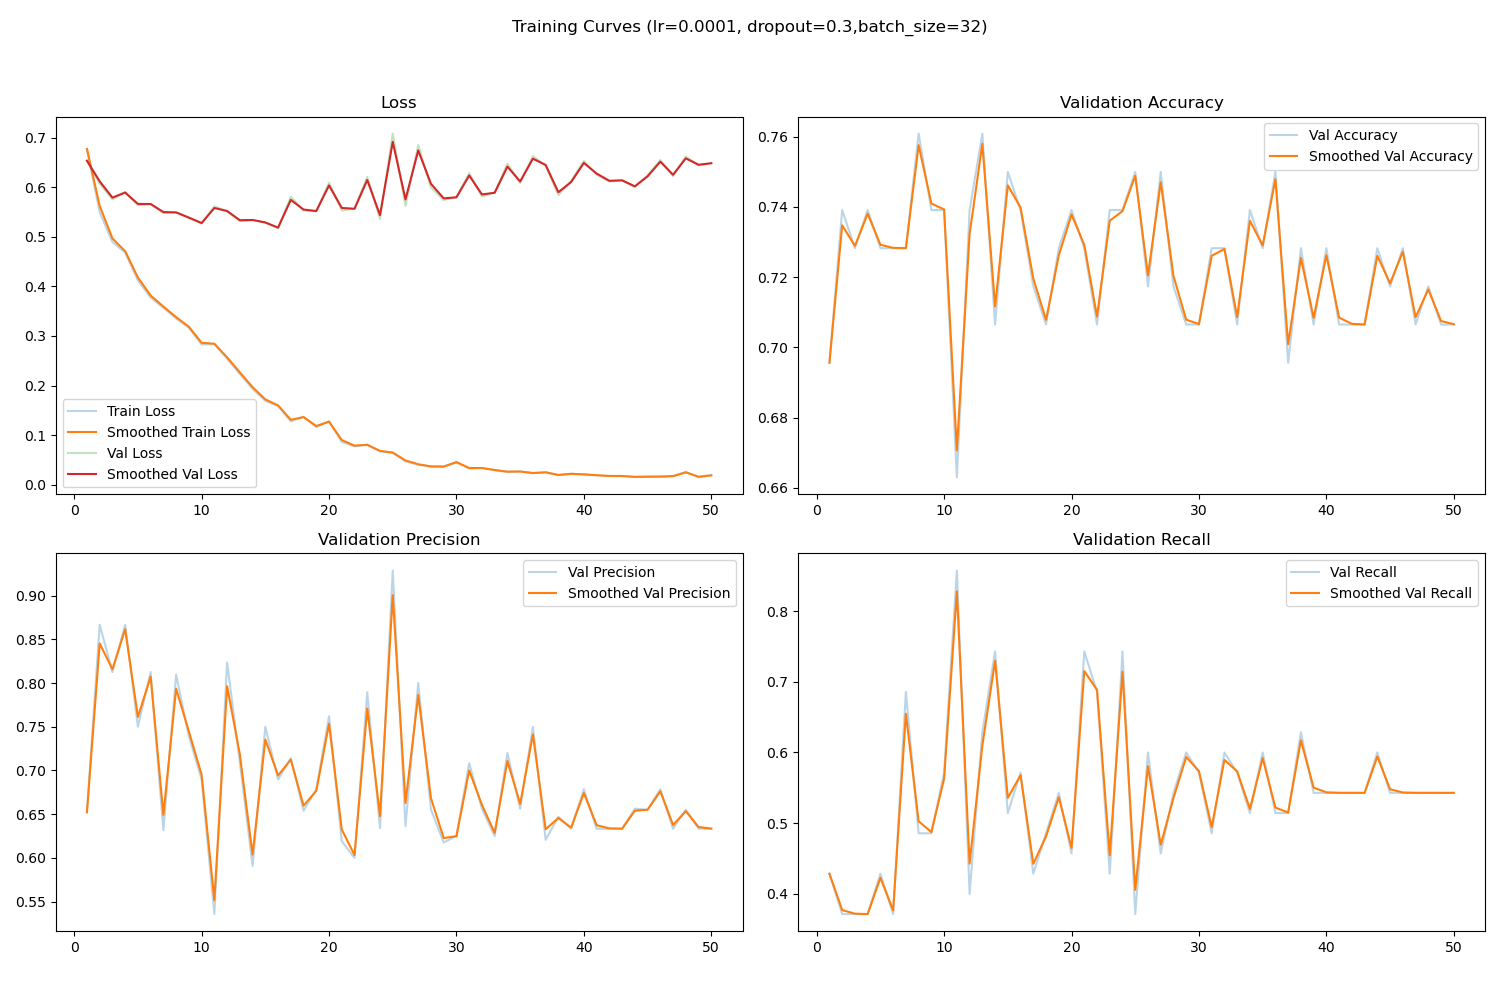 Training Curves (lr=0.0001, dropout=0.3,batch_size=32)
Loss
0.7
0.6
0.5
0.4
0.3
0.2
0.1
0.0
Train Loss
Smoothed Train Loss
Val Loss
Smoothed Val Loss
0 10 20 30 40 50
Validation Accuracy
0.76
0.74
0.72
0.70
0.68
0.66
Val Accuracy
Smoothed Val Accuracy
0 10 20 30 40 50
Validation Precision
0.90
0.85
0.80
0.75
0.70
0.65
0.60
0.55
Val Precision
Smoothed Val Precision
0 10 20 30 40 50
Validation Recall
0.8
0.7
0.6
0.5
0.4
Val Recall
Smoothed Val Recall
0 10 20 30 40 50